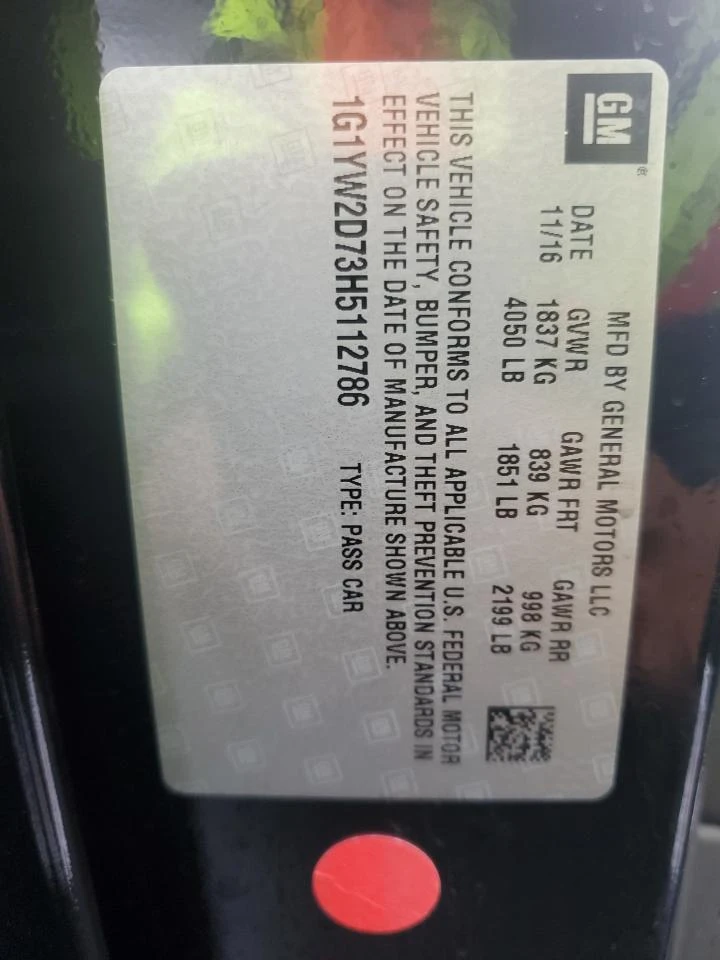 GM
MFD BY GENERAL MOTORS LLC
DATE GVWR GAWR FRT GAWR RR
11/16 1837 KG 839 KG 998 KG
4050 LB 1851 LB 2199 LB
THIS VEHICLE CONFORMS TO ALL APPLICABLE U.S. FEDERAL MOTOR
VEHICLE SAFETY, BUMPER, AND THEFT PREVENTION STANDARDS IN
EFFECT ON THE DATE OF MANUFACTURE SHOWN ABOVE.
1G1YW2D73H5112786 TYPE: PASS CAR